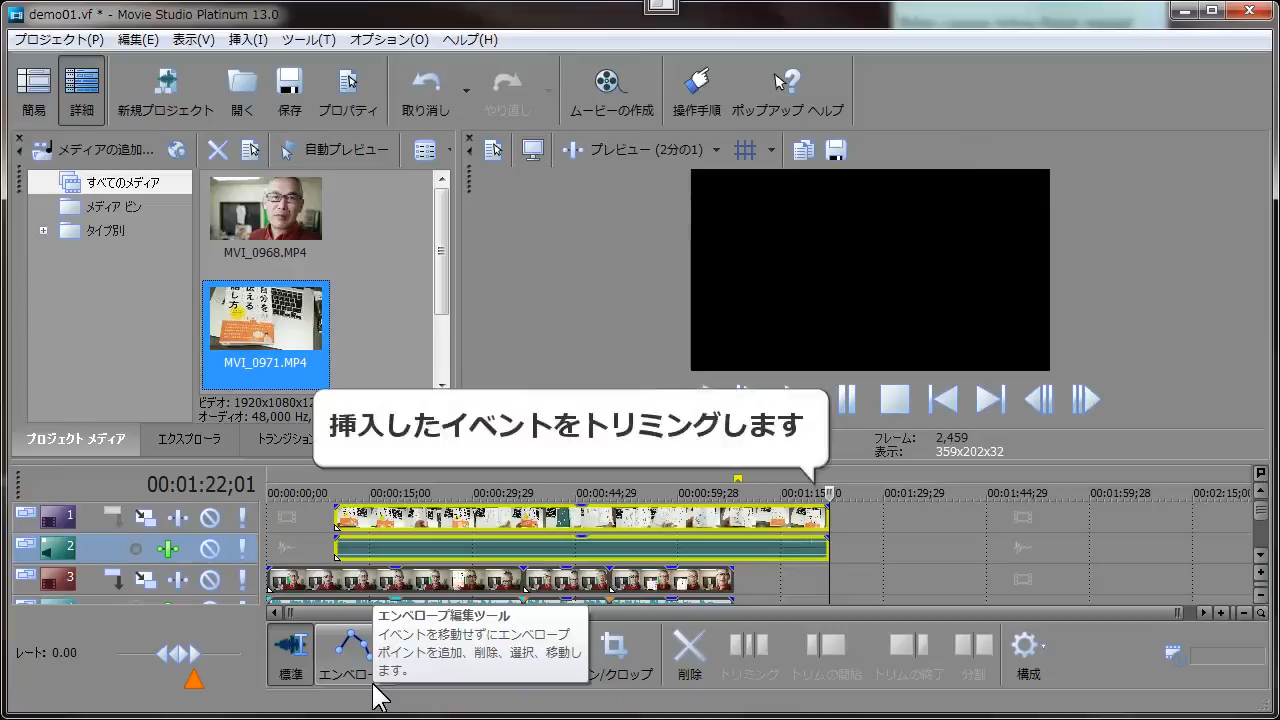 demo01.vf * - Movie Studio Platinum 13.0
プロジェクト(P) 編集(E) 表示(V) 挿入(I) ツール(T) オプション(O) ヘルプ(H)
簡易 詳細 新規プロジェクト 開く 保存 プロパティ 取り消し やり直し ムービーの作成 操作手順 ポップアップ ヘルプ
メディアの追加... 自動プレビュー プレビュー (2分の1)
すべてのメディア
メディア ビン
タイプ別
MVI_0968.MP4
MVI_0971.MP4
ビデオ: 1920x1080x12
オーディオ: 48,000 Hz,
挿入したイベントをトリミングします
プロジェクト メディア エクスプローラ トランジション
フレーム: 2,459
表示: 359x202x32
00:01:22;01
00:00:00;00 00:00:15;00 00:00:29;29 00:00:44;29 00:00:59;28 00:01:15 0 00:01:29;29 00:01:44;29 00:01:59;28 00:02:15;00
1
2
3
レート: 0.00
エンベロープ編集ツール
イベントを移動せずにエンベロープ
ポイントを追加、削除、選択、移動し
ます。
標準 エンベロー ン/クロップ 削除 トリミング トリムの開始 トリムの終了 分割 構成